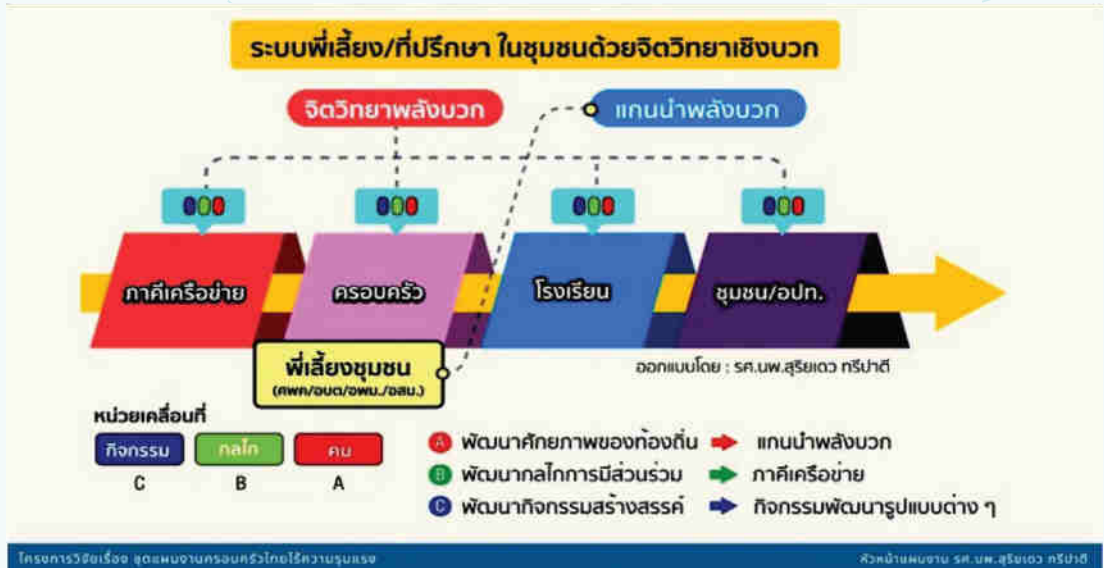 ระบบพี่เลี้ยง/ที่ปรึกษา ในชุมชนด้วยจิตวิทยาเชิงบวก
จิตวิทยาพลังบวก
แกนนำพลังบวก
ภาคีเครือข่าย
ครอบครัว
โรงเรียน
ชุมชน/อปท.
พี่เลี้ยงชุมชน
(ศพค/อบต/อพม./อสม.)
ออกแบบโดย : รศ.นพ.สุริยเดว ทรีปาตี
หน่วยเคลื่อนที่
กิจกรรม กลไก คน
C B A
A พัฒนาศักยภาพของท้องถิ่น แกนนำพลังบวก
B พัฒนากลไกการมีส่วนร่วม ภาคีเครือข่าย
C พัฒนากิจกรรมสร้างสรรค์ กิจกรรมพัฒนารูปแบบต่าง ๆ
โครงการวิจัยเรื่อง ชุดแผนงานครอบครัวไทยไร้ความรุนแรง
หัวหน้าแผนงาน รศ.นพ.สุริยเดว ทรีปาตี